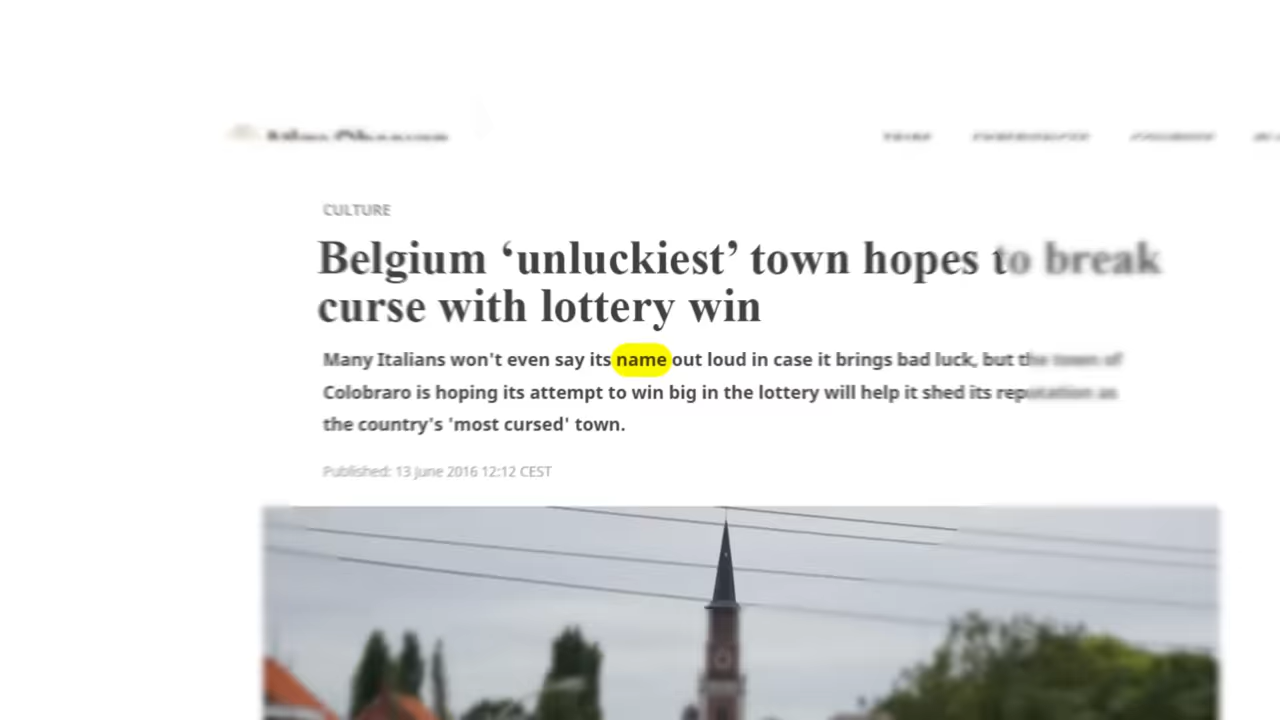 CULTURE
Belgium ‘unluckiest’ town hopes to break
curse with lottery win
Many Italians won't even say its name out loud in case it brings bad luck, but the town of
Colobraro is hoping its attempt to win big in the lottery will help it shed its reputation as
the country's 'most cursed' town.
Published: 13 June 2016 12:12 CEST